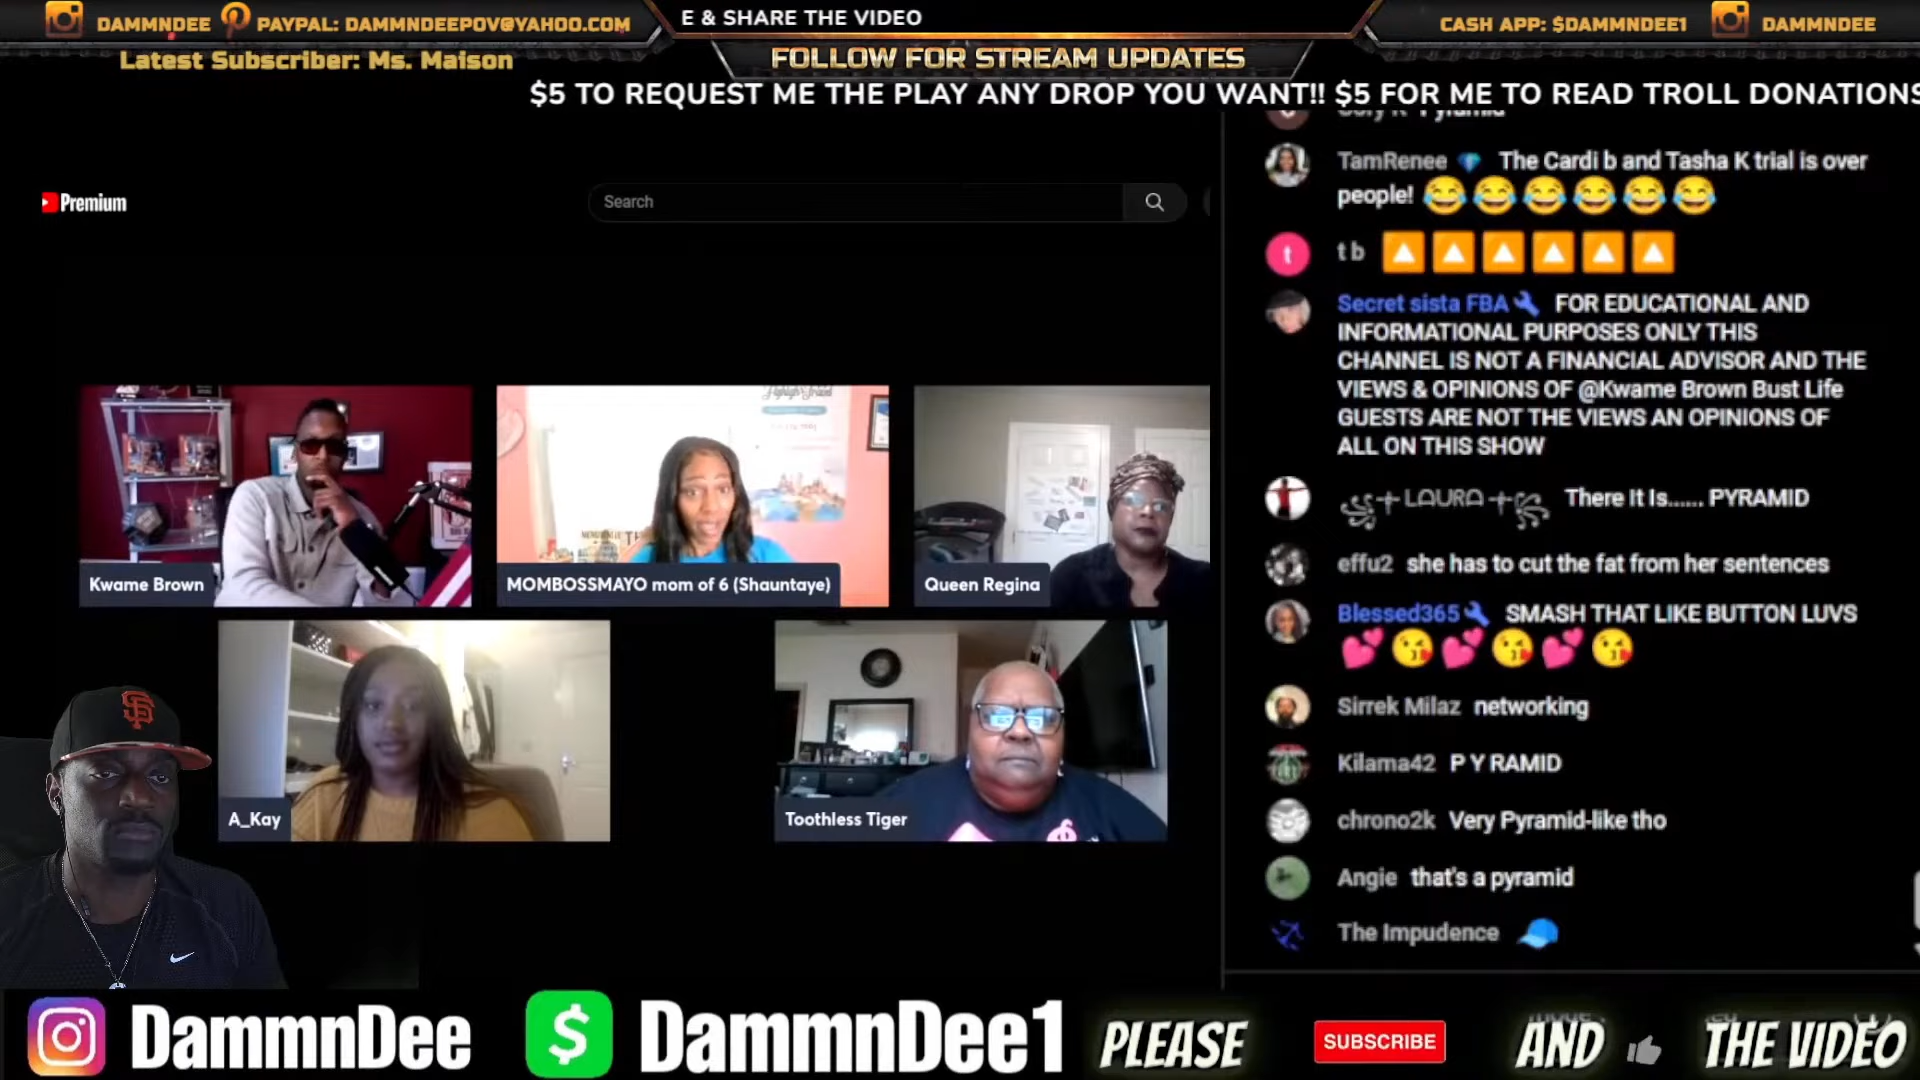 DAMMNDEE
PAYPAL: DAMMNDEEPOV@YAHOO.COM
E & SHARE THE VIDEO
CASH APP: $DAMMNDEE1
DAMMNDEE
Latest Subscriber: Ms. Maison
FOLLOW FOR STREAM UPDATES
$5 TO REQUEST ME THE PLAY ANY DROP YOU WANT!! $5 FOR ME TO READ TROLL DONATIONS
Premium
Search
TamRenee The Cardi b and Tasha K trial is over
people! 😂😂😂😂😂😂
t
t b 🔼🔼🔼🔼🔼🔼
Secret sista FBA FOR EDUCATIONAL AND
INFORMATIONAL PURPOSES ONLY THIS
CHANNEL IS NOT A FINANCIAL ADVISOR AND THE
VIEWS & OPINIONS OF @Kwame Brown Bust Life
GUESTS ARE NOT THE VIEWS AN OPINIONS OF
ALL ON THIS SHOW
LAURA There It Is...... PYRAMID
effu2 she has to cut the fat from her sentences
Blessed365 SMASH THAT LIKE BUTTON LUVS
💕😘💕😘💕😘
Sirrek Milaz networking
Kilama42 P Y RAMID
chrono2k Very Pyramid-like tho
Angie that's a pyramid
The Impudence 🧢
Kwame Brown
MOMBOSSMAYO mom of 6 (Shauntaye)
Queen Regina
A_Kay
Toothless Tiger
SF
DammnDee
$
DammnDee1
PLEASE
SUBSCRIBE
AND
THE VIDEO